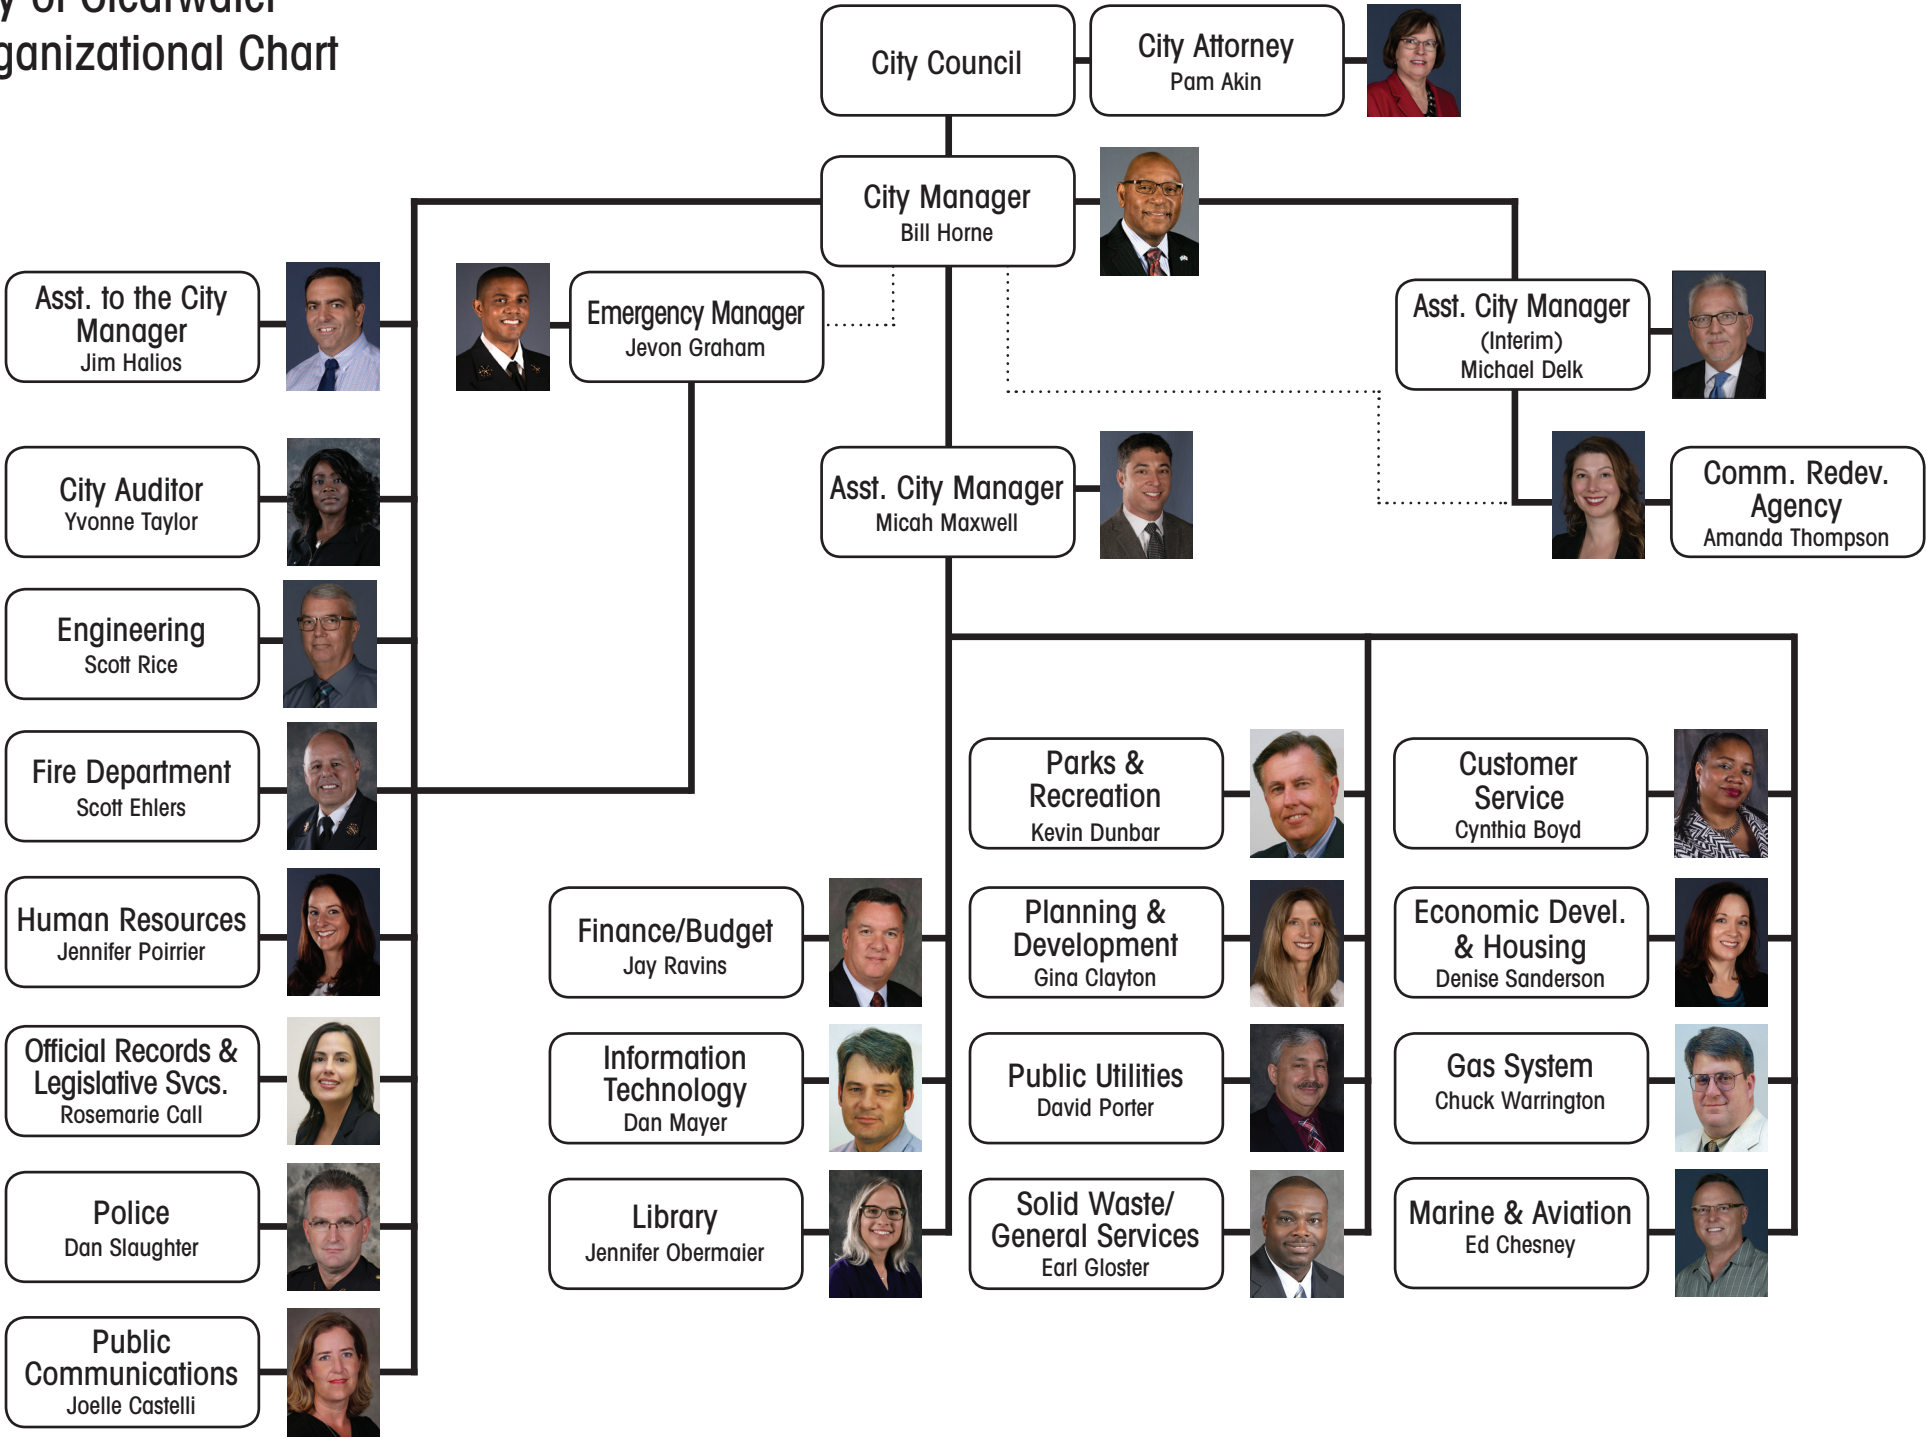 y of Clearwater
ganizational Chart
City Council
City Attorney
Pam Akin
City Manager
Bill Horne
Asst. to the City
Manager
Jim Halios
Emergency Manager
Jevon Graham
Asst. City Manager
(Interim)
Michael Delk
City Auditor
Yvonne Taylor
Asst. City Manager
Micah Maxwell
Comm. Redev.
Agency
Amanda Thompson
Engineering
Scott Rice
Fire Department
Scott Ehlers
Parks &
Recreation
Kevin Dunbar
Customer
Service
Cynthia Boyd
Human Resources
Jennifer Poirrier
Finance/Budget
Jay Ravins
Planning &
Development
Gina Clayton
Economic Devel.
& Housing
Denise Sanderson
Official Records &
Legislative Svcs.
Rosemarie Call
Information
Technology
Dan Mayer
Public Utilities
David Porter
Gas System
Chuck Warrington
Police
Dan Slaughter
Library
Jennifer Obermaier
Solid Waste/
General Services
Earl Gloster
Marine & Aviation
Ed Chesney
Public
Communications
Joelle Castelli